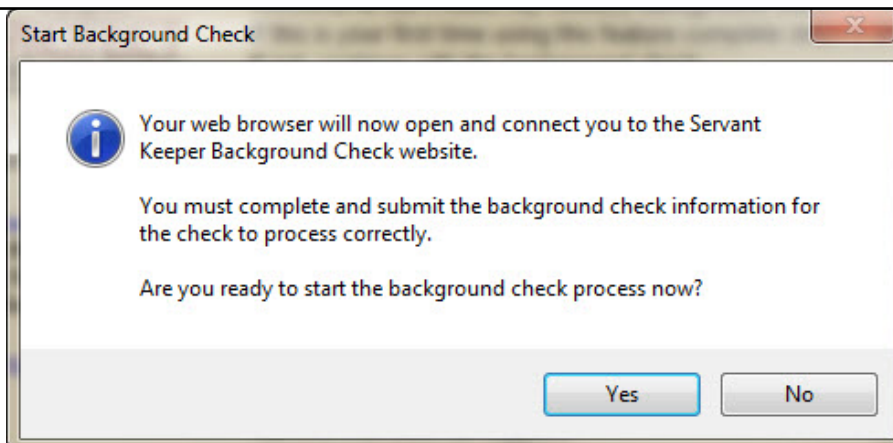 Start Background Check
Your web browser will now open and connect you to the Servant
Keeper Background Check website.
You must complete and submit the background check information for
the check to process correctly.
Are you ready to start the background check process now?
Yes
No